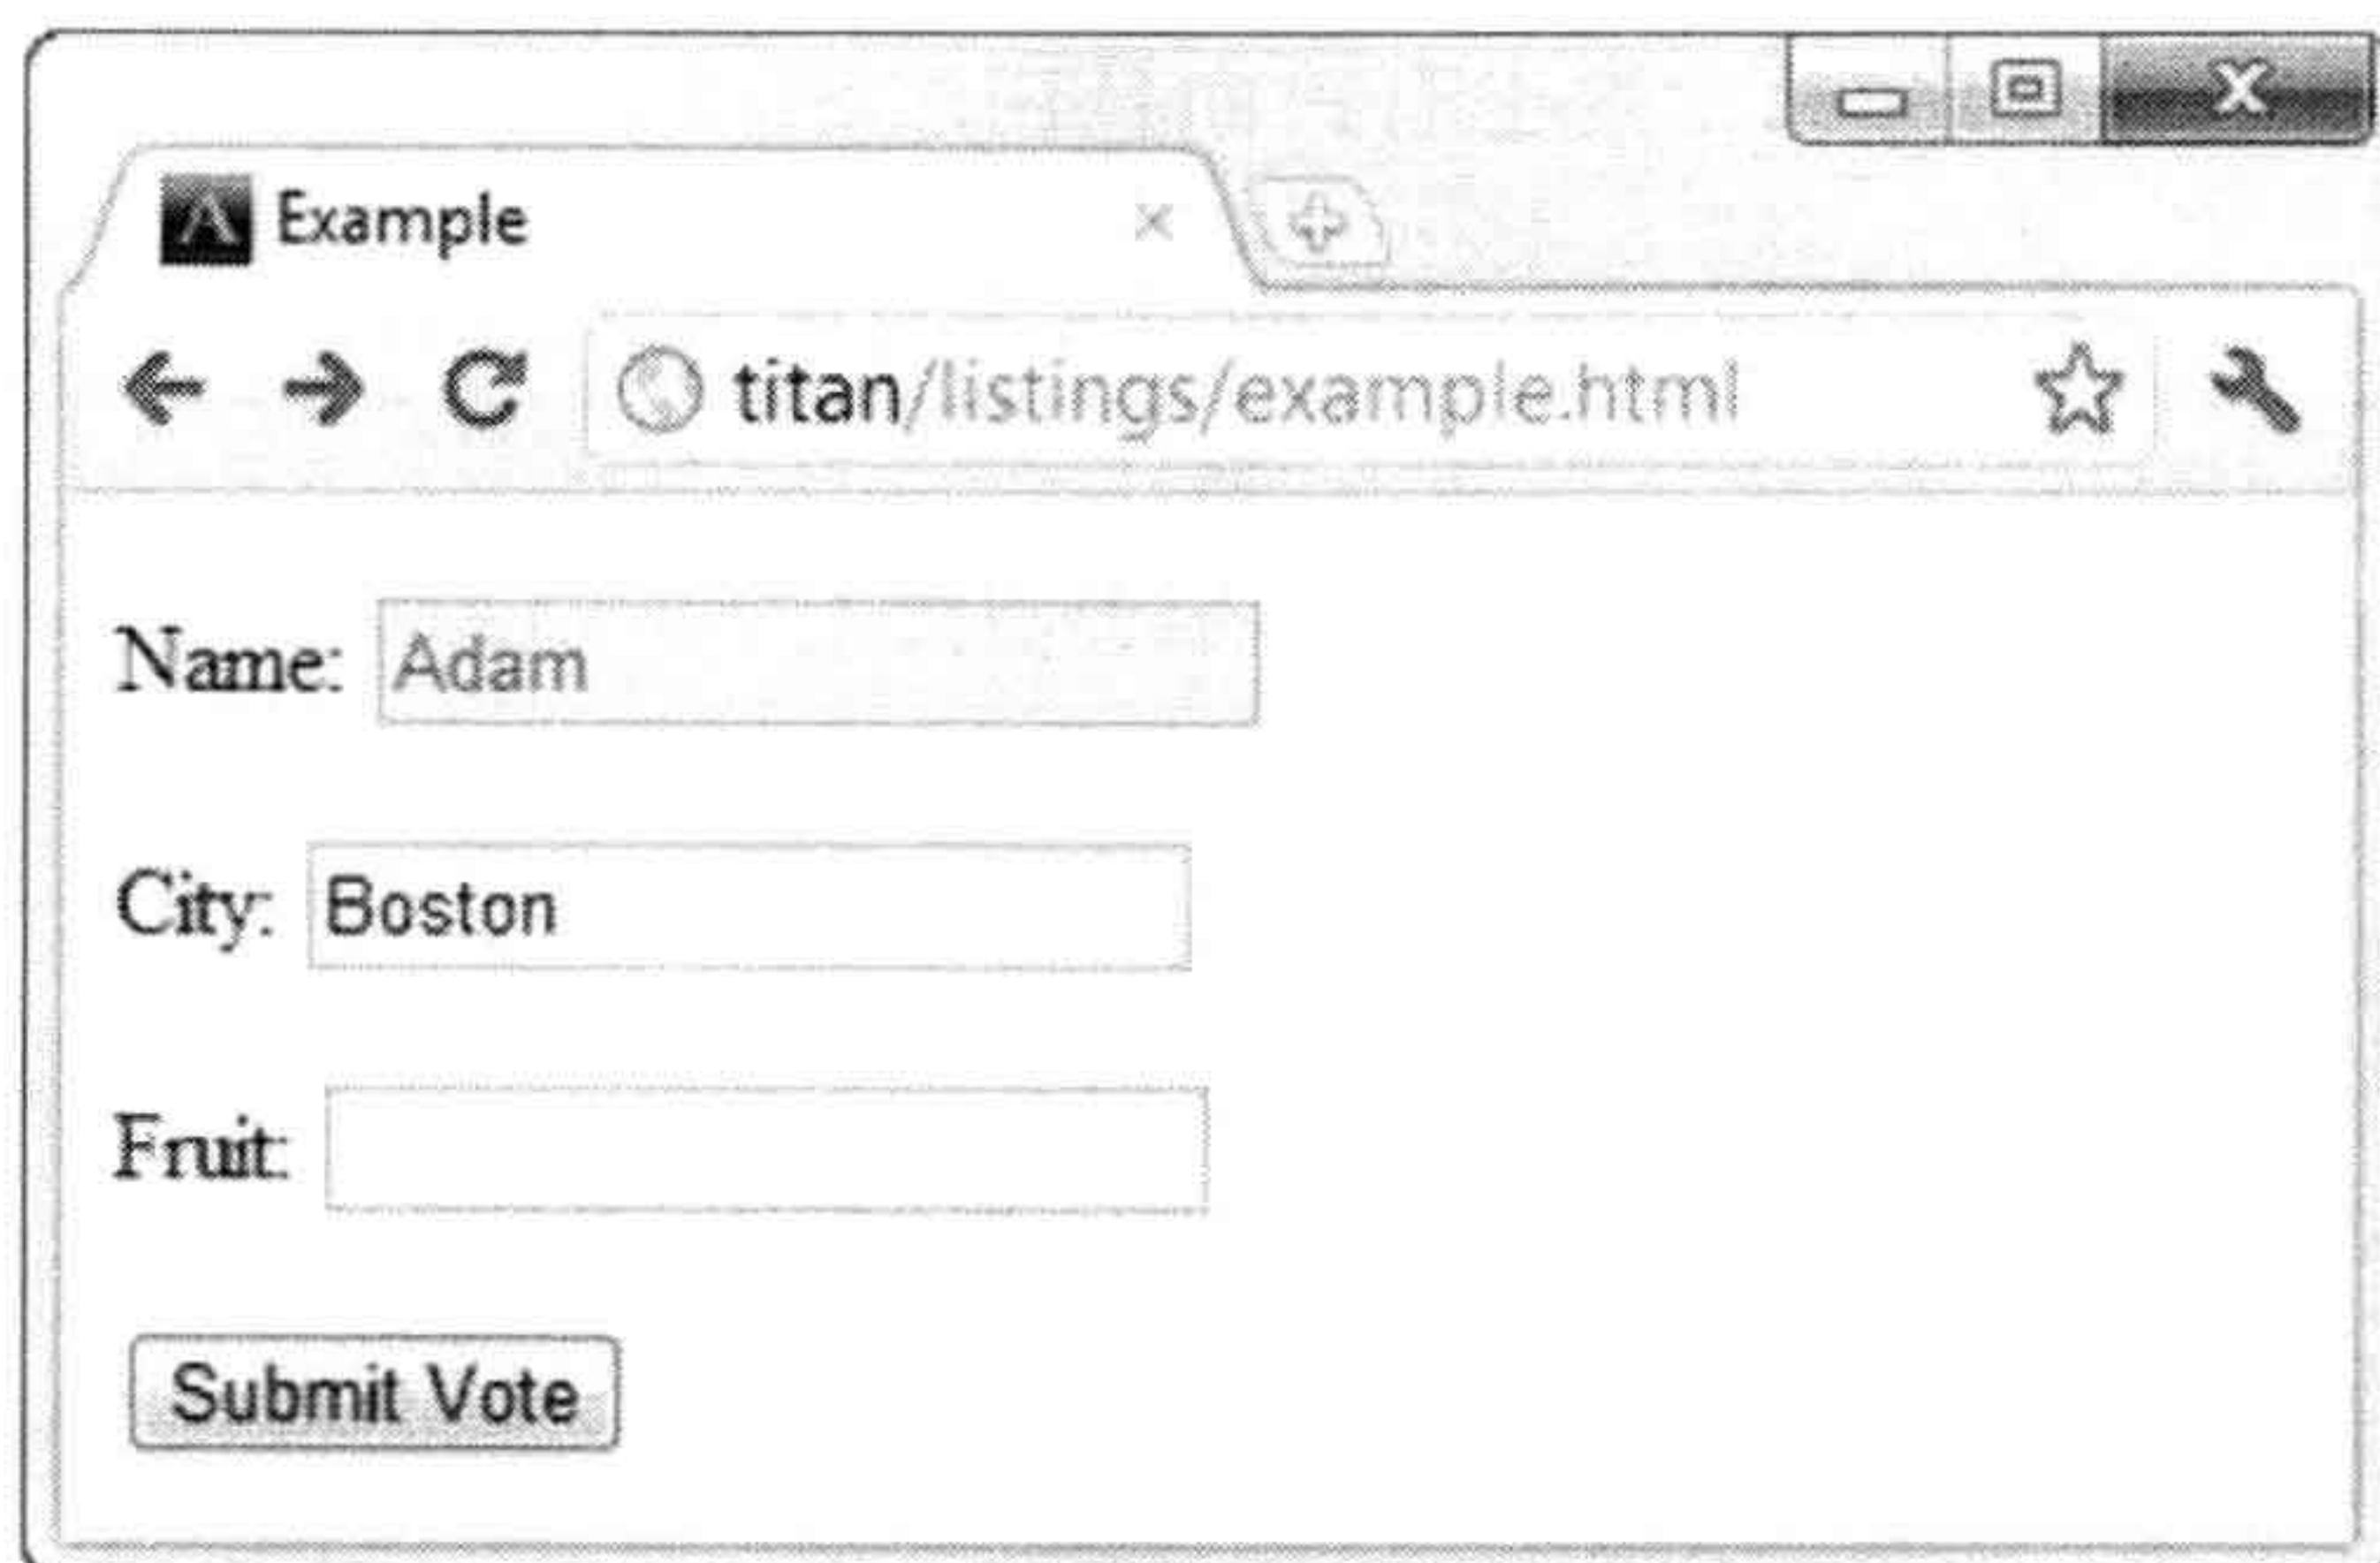 Example
titan/listings/example.html
Name: Adam
City: Boston
Fruit:
Submit Vote